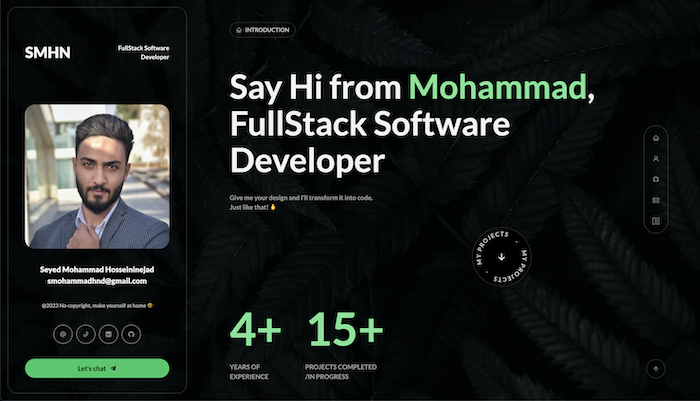 SMHN
FullStack Software
Developer
Seyed Mohammad Hosseininejad
smohammadhnd@gmail.com
@2023 No copyright, make yourself at home 😁
Let's chat
INTRODUCTION
Say Hi from Mohammad,
FullStack Software
Developer
Give me your design and I'll transform it into code.
Just like that! 🫰
MY PROJECTS • MY PROJECTS •
4+
YEARS OF
EXPERIENCE
15+
PROJECTS COMPLETED
/IN PROGRESS